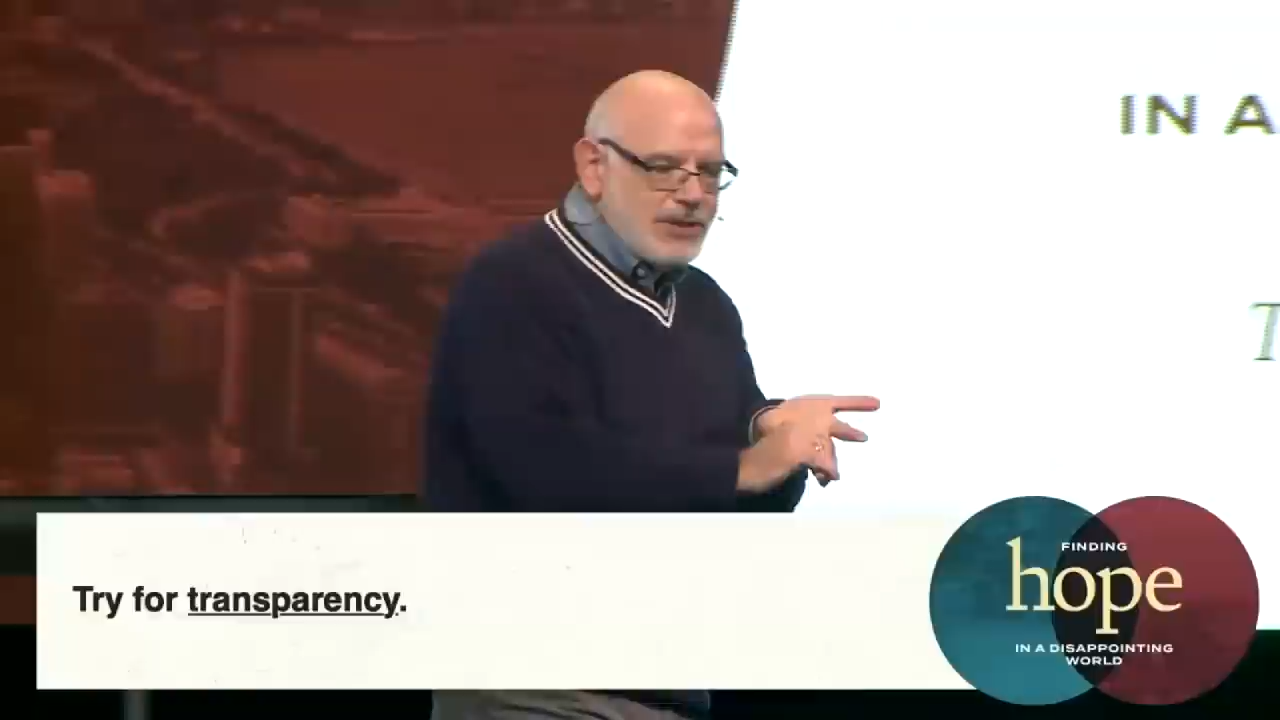 IN A
T
Try for transparency.
FINDING
hope
IN A DISAPPOINTING
WORLD